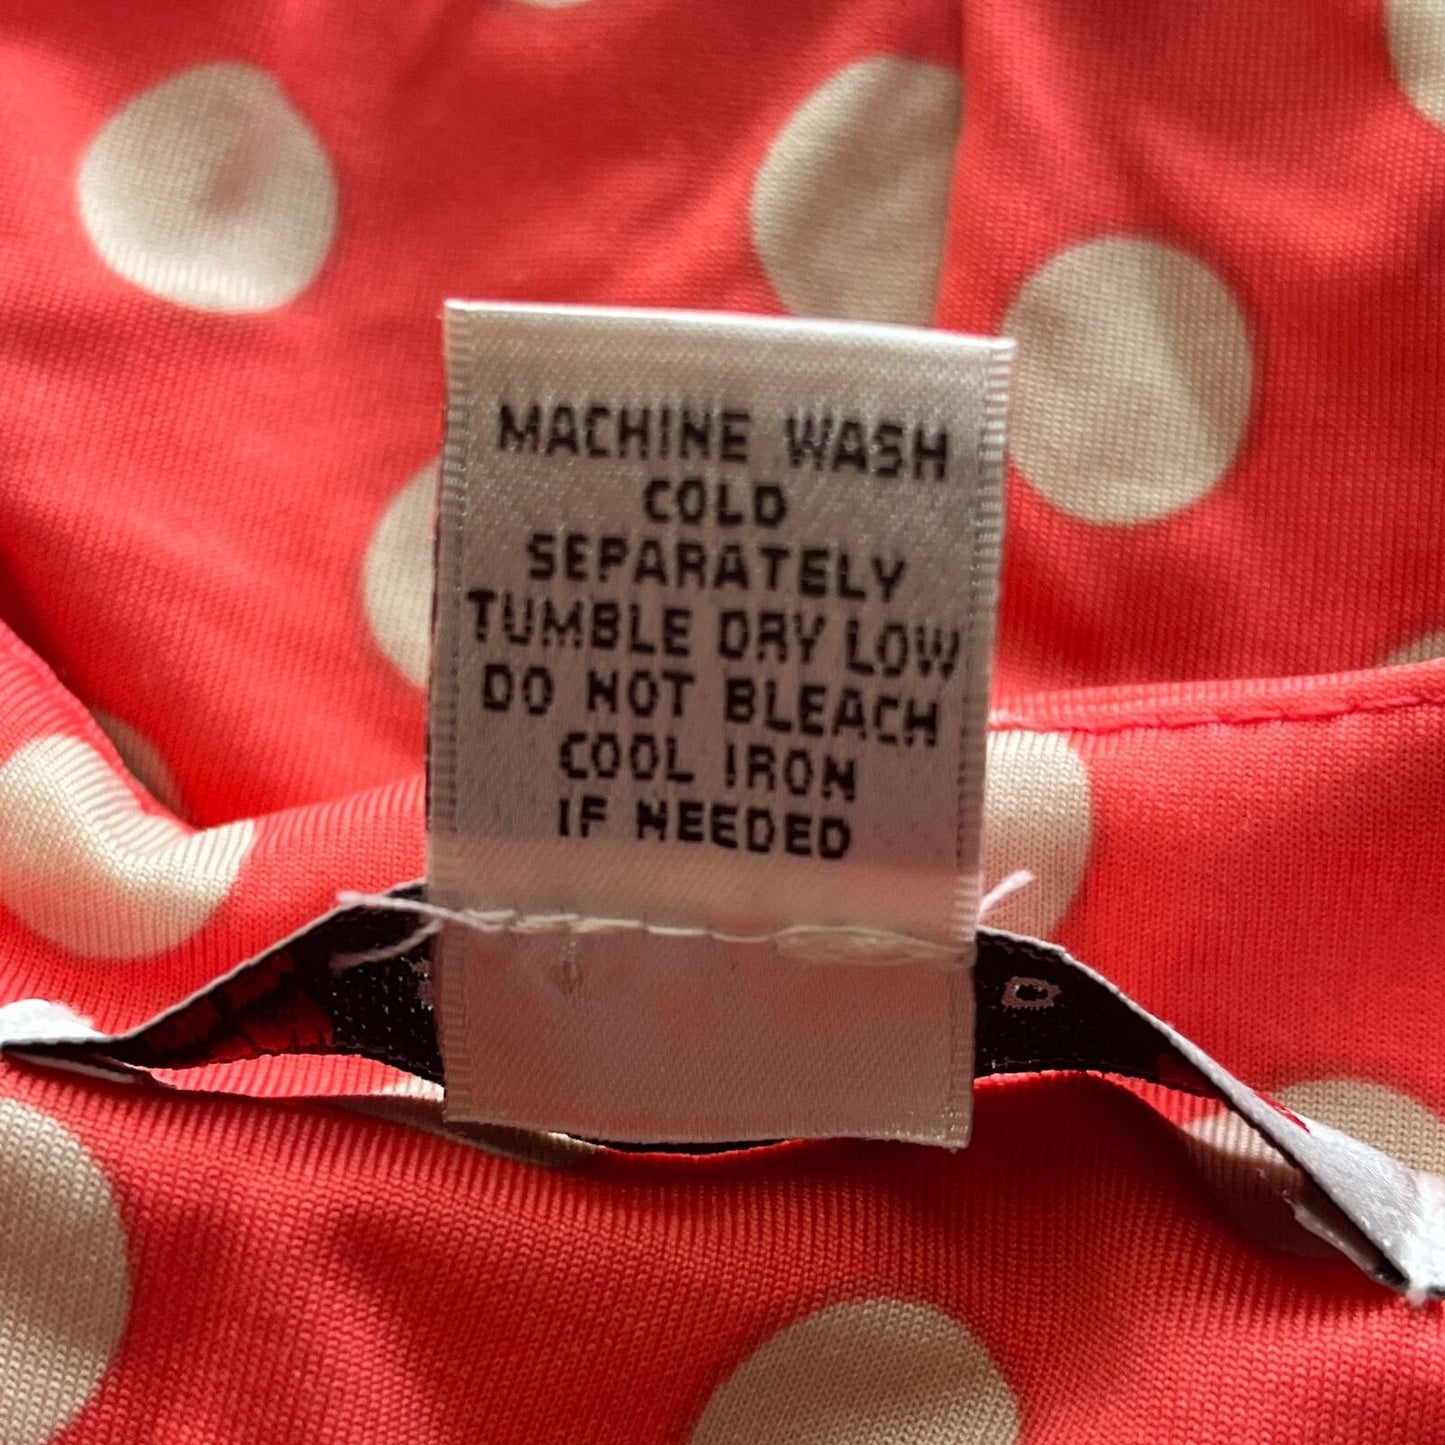 MACHINE WASH
COLD
SEPARATELY
TUMBLE DRY LOW
DO NOT BLEACH
COOL IRON
IF NEEDED